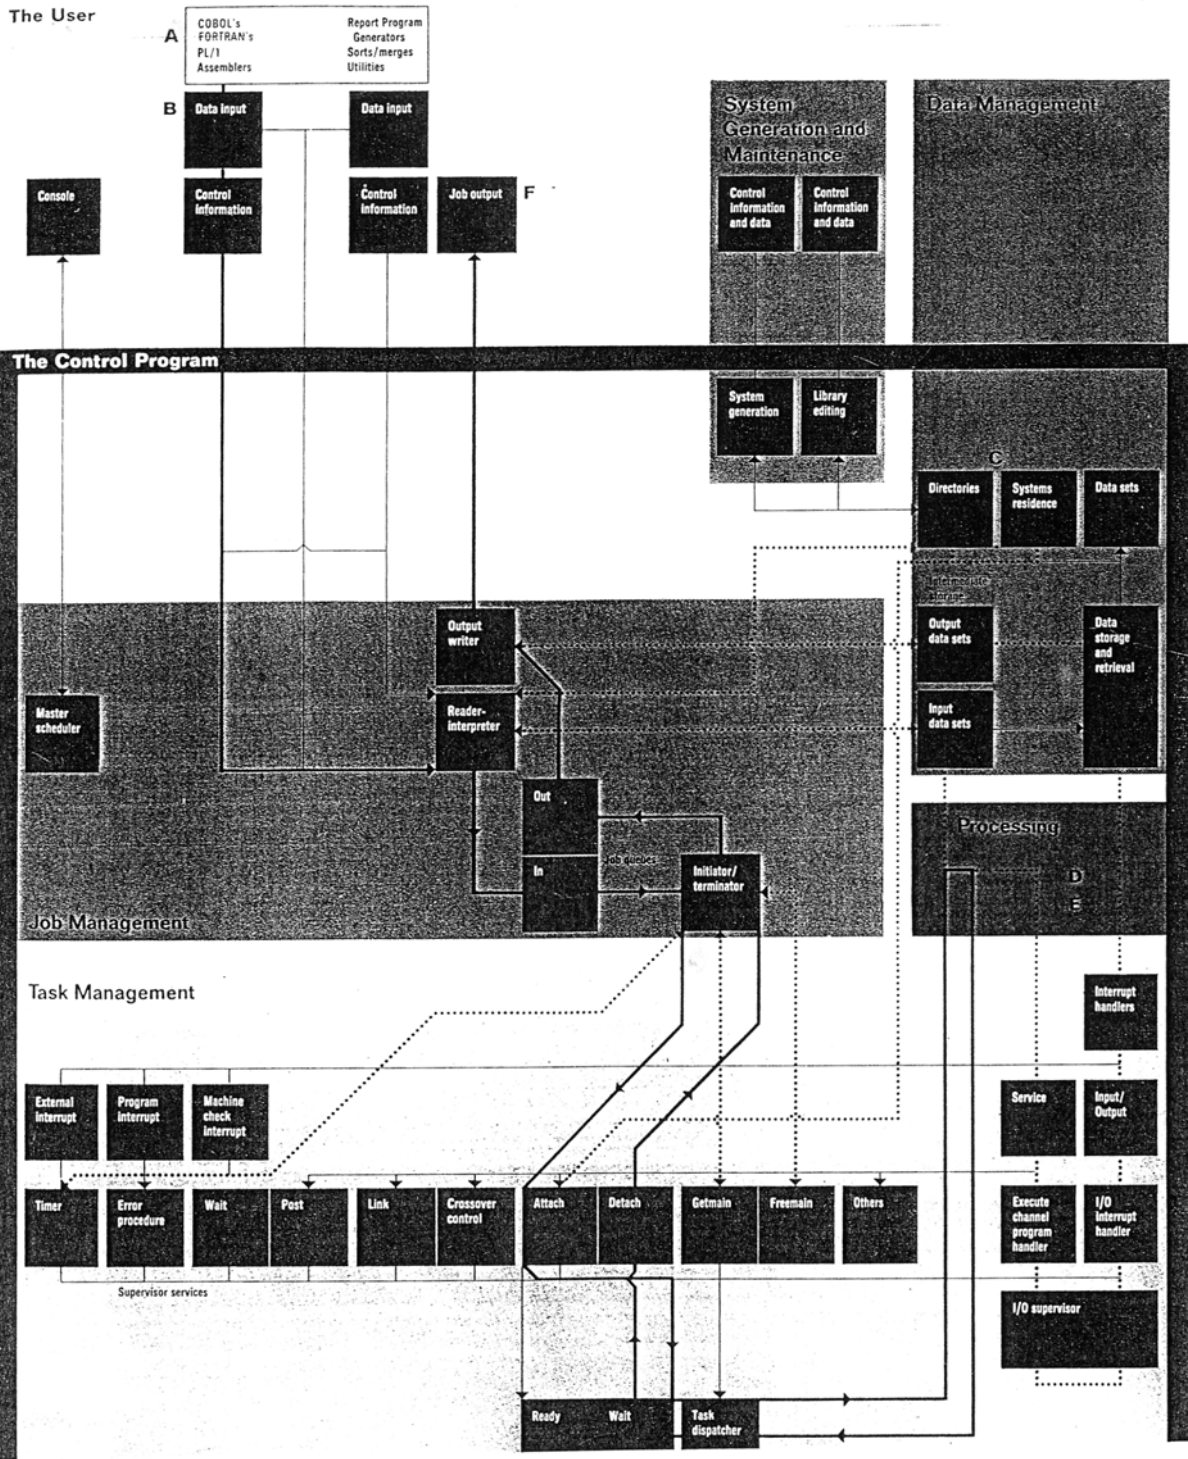 The User
A
COBOL's
FORTRAN's
PL/1
Assemblers
Report Program
Generators
Sorts/merges
Utilities
B
Data input
Data input
Console
Control
information
Control
information
Job output
F
System
Generation and
Maintenance
Data Management
Control
information
and data
Control
information
and data
The Control Program
System
generation
Library
editing
C
Directories
Systems
residence
Data sets
Intermediate
storage
Output
data sets
Data
storage
and
retrieval
Input
data sets
Output
writer
Reader-
interpreter
Master
scheduler
Out
In
Job queues
Initiator/
terminator
Job Management
Processing
D
E
Task Management
Interrupt
handlers
External
interrupt
Program
interrupt
Machine
check
interrupt
Service
Input/
Output
Timer
Error
procedure
Wait
Post
Link
Crossover
control
Attach
Detach
Getmain
Freemain
Others
Execute
channel
program
handler
I/O
Interrupt
handler
Supervisor services
I/O supervisor
Ready
Wait
Task
dispatcher